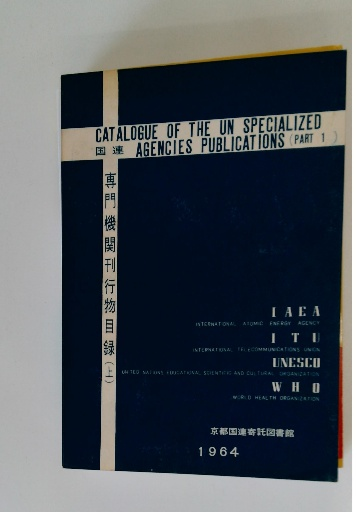 CATALOGUE OF THE UN SPECIALIZED
国連 AGENCIES PUBLICATIONS (PART 1)
専門機関刊行物目録(上)
IAEA
INTERNATIONAL ATOMIC ENERGY AGENCY
ITU
INTERNATIONAL TELECOMMUNICATIONS UNION
UNESCO
UNITED NATIONS EDUCATIONAL SCIENTIFIC AND CULTURAL ORGANIZATION
WHO
WORLD HEALTH ORGANIZATION
京都国連寄託図書館
1964